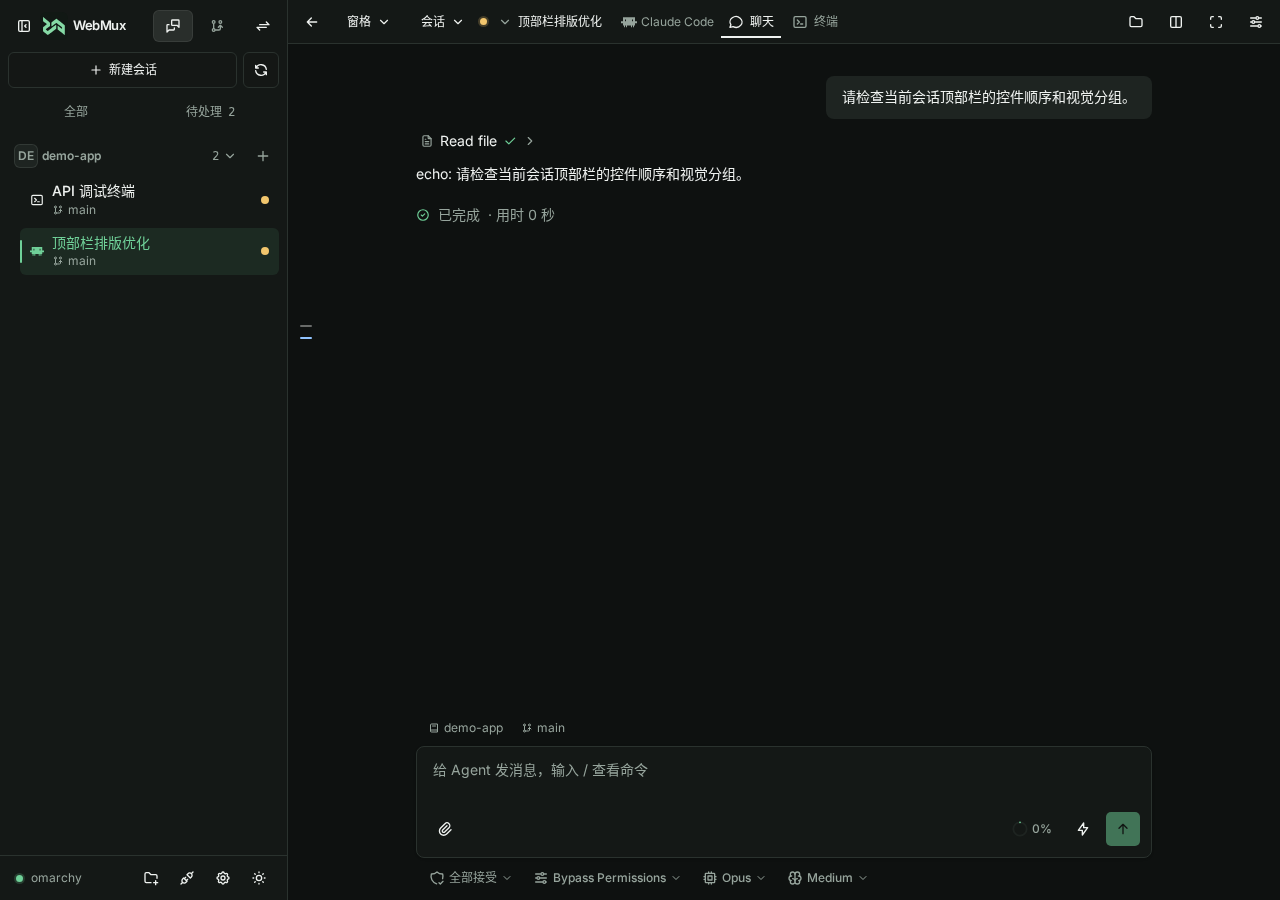 WebMux
新建会话
全部
待处理 2
DE demo-app 2
API 调试终端
main
顶部栏排版优化
main
omarchy
窗格 会话 顶部栏排版优化 Claude Code 聊天 终端
请检查当前会话顶部栏的控件顺序和视觉分组。
Read file
echo: 请检查当前会话顶部栏的控件顺序和视觉分组。
已完成 · 用时 0 秒
demo-app main
给 Agent 发消息，输入 / 查看命令
0%
全部接受 Bypass Permissions Opus Medium